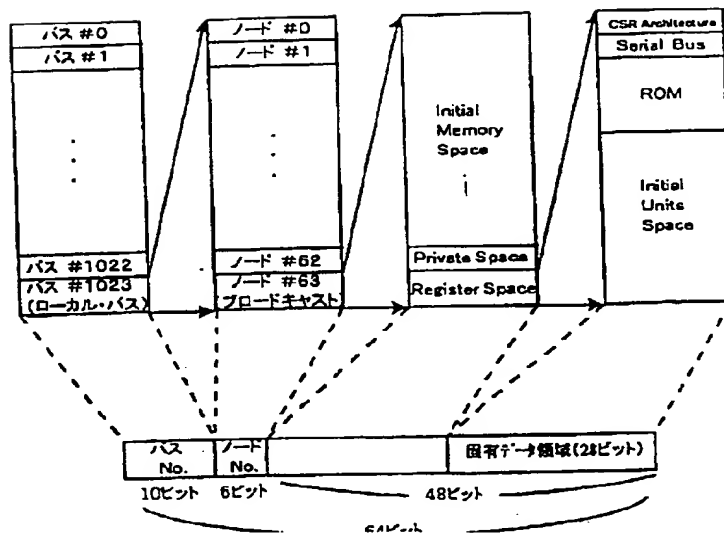 バス #0
バス #1
バス #1022
バス #1023
(ローカル・バス)
ノード #0
ノード #1
ノード #62
ノード #63
(ブロードキャスト)
Initial
Memory
Space
Private Space
Register Space
CSR Architecture
Serial Bus
ROM
Initial
Units
Space
バス
No.
ノード
No.
固有データ領域(28ビット)
10ビット
6ビット
48ビット
64ビット